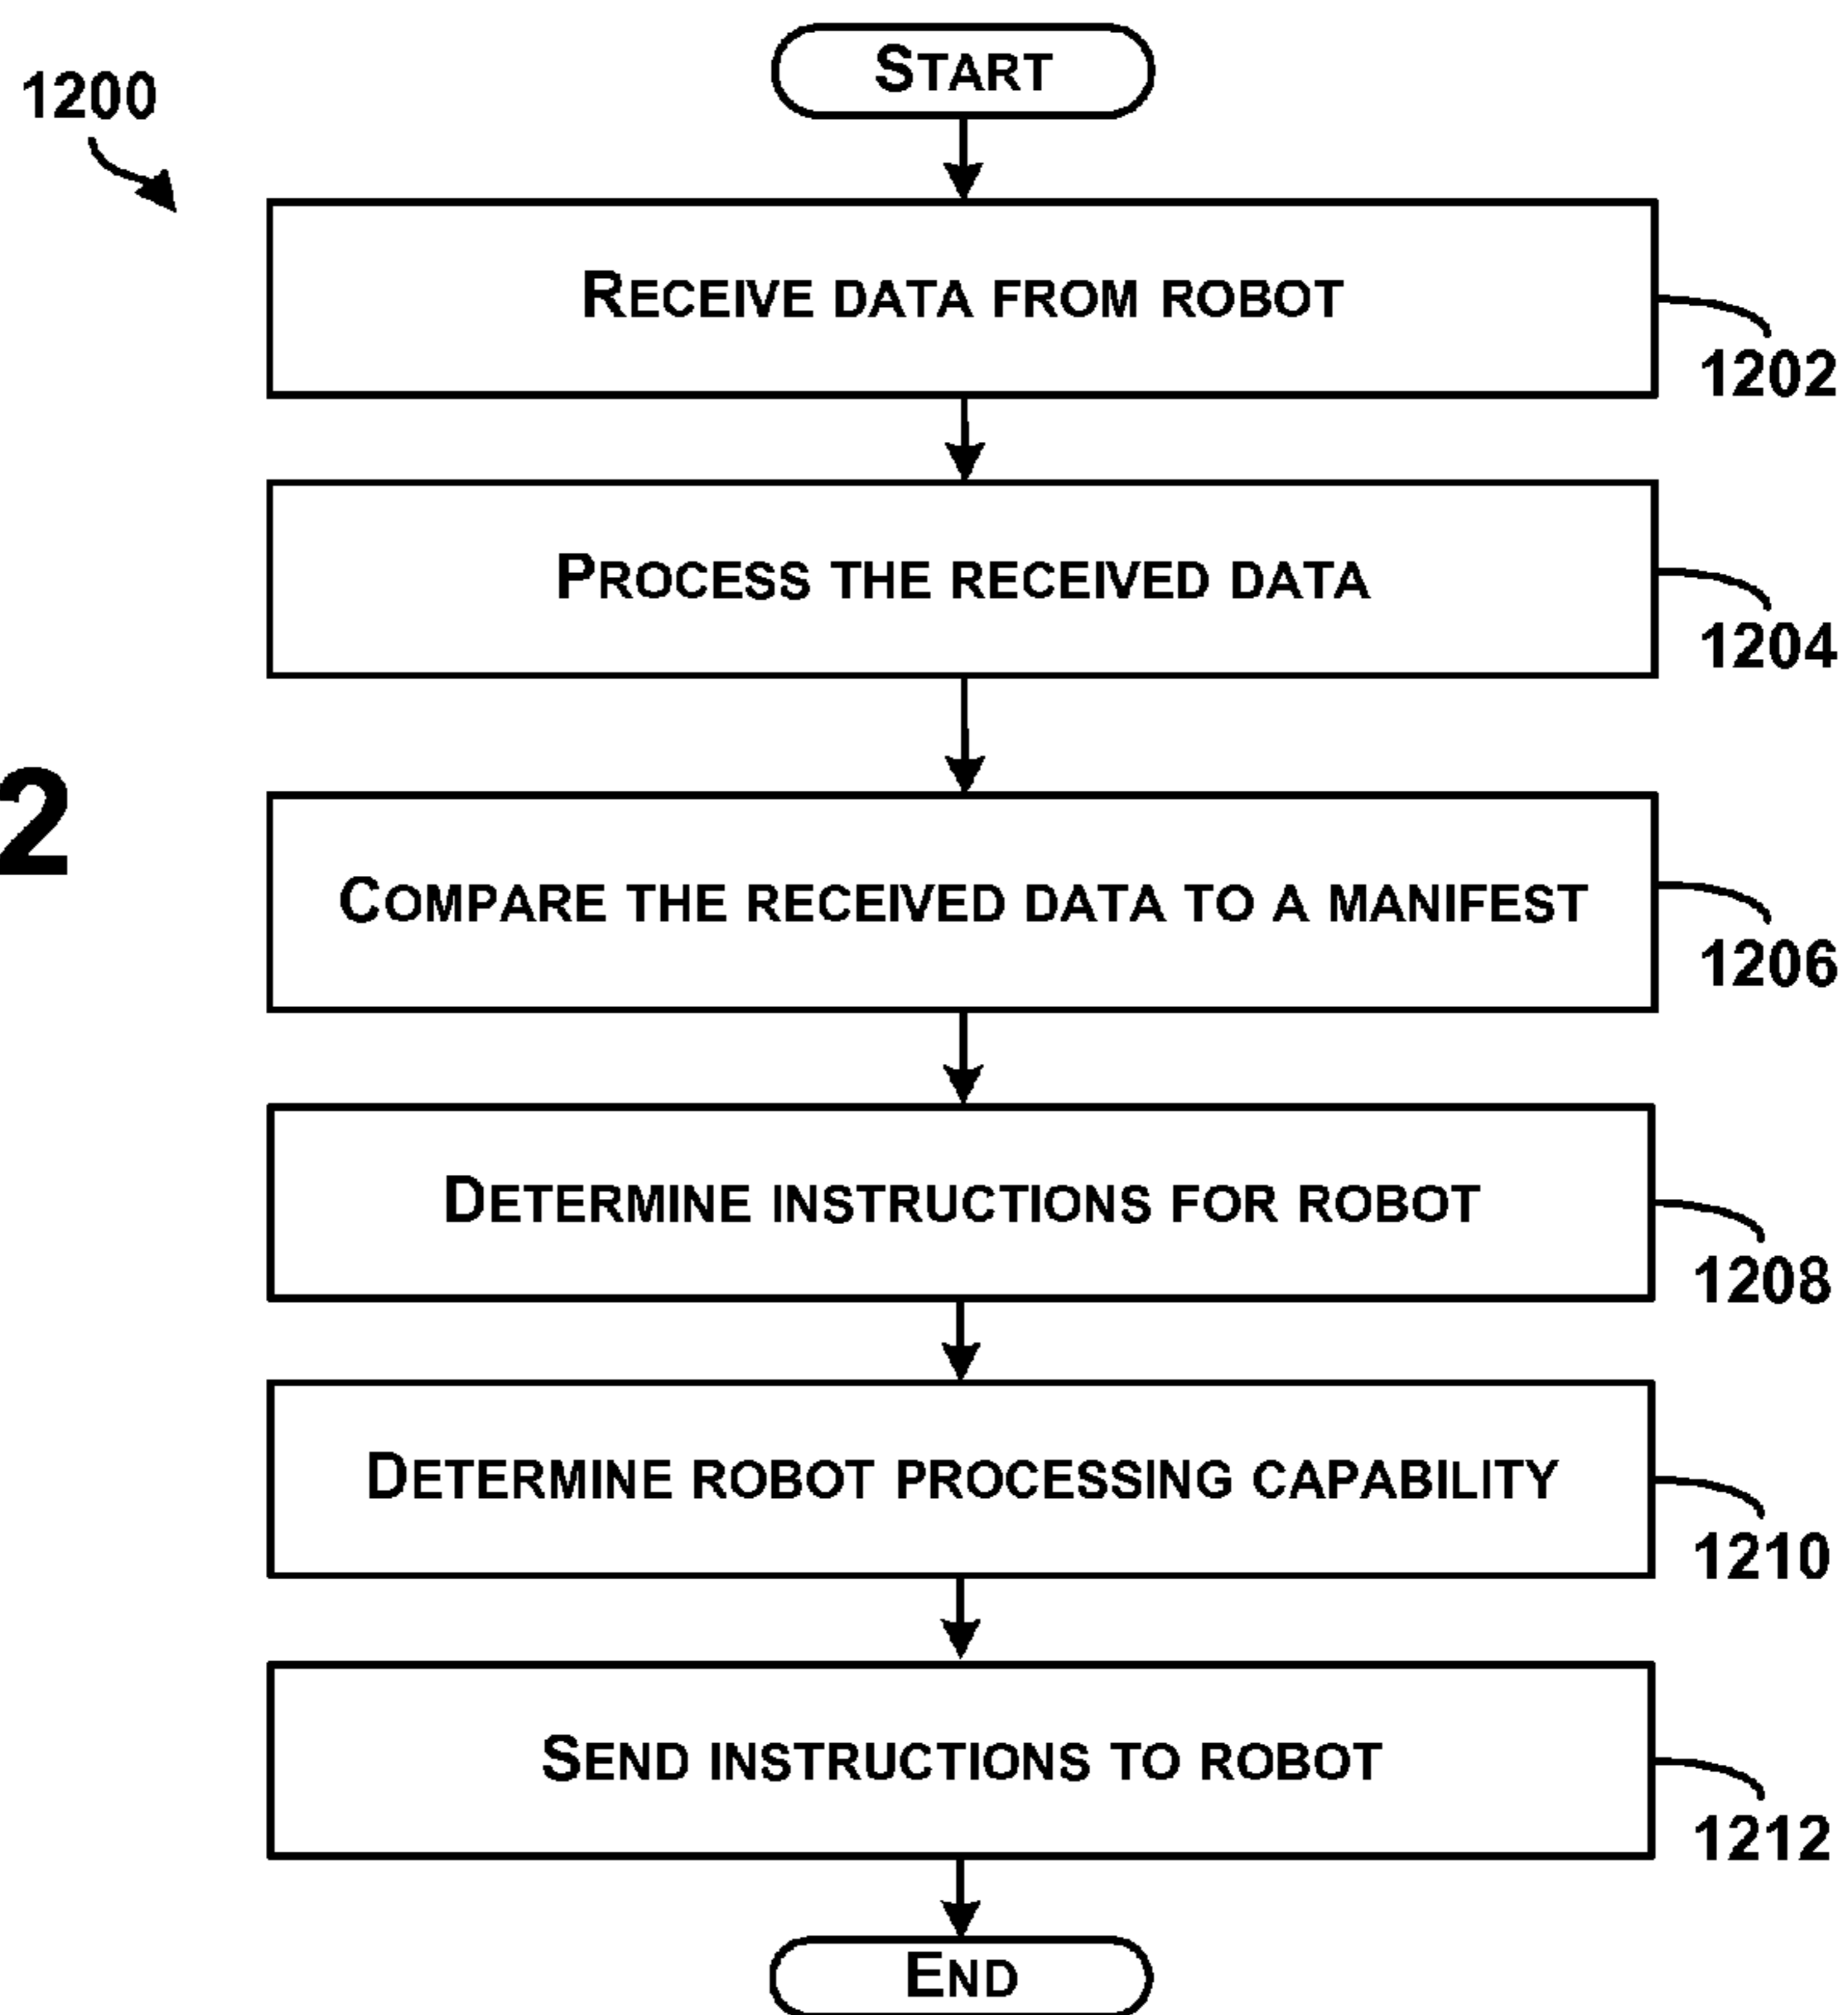 START
1200
RECEIVE DATA FROM ROBOT
1202
PROCESS THE RECEIVED DATA
1204
2
COMPARE THE RECEIVED DATA TO A MANIFEST
1206
DETERMINE INSTRUCTIONS FOR ROBOT
1208
DETERMINE ROBOT PROCESSING CAPABILITY
1210
SEND INSTRUCTIONS TO ROBOT
1212
END